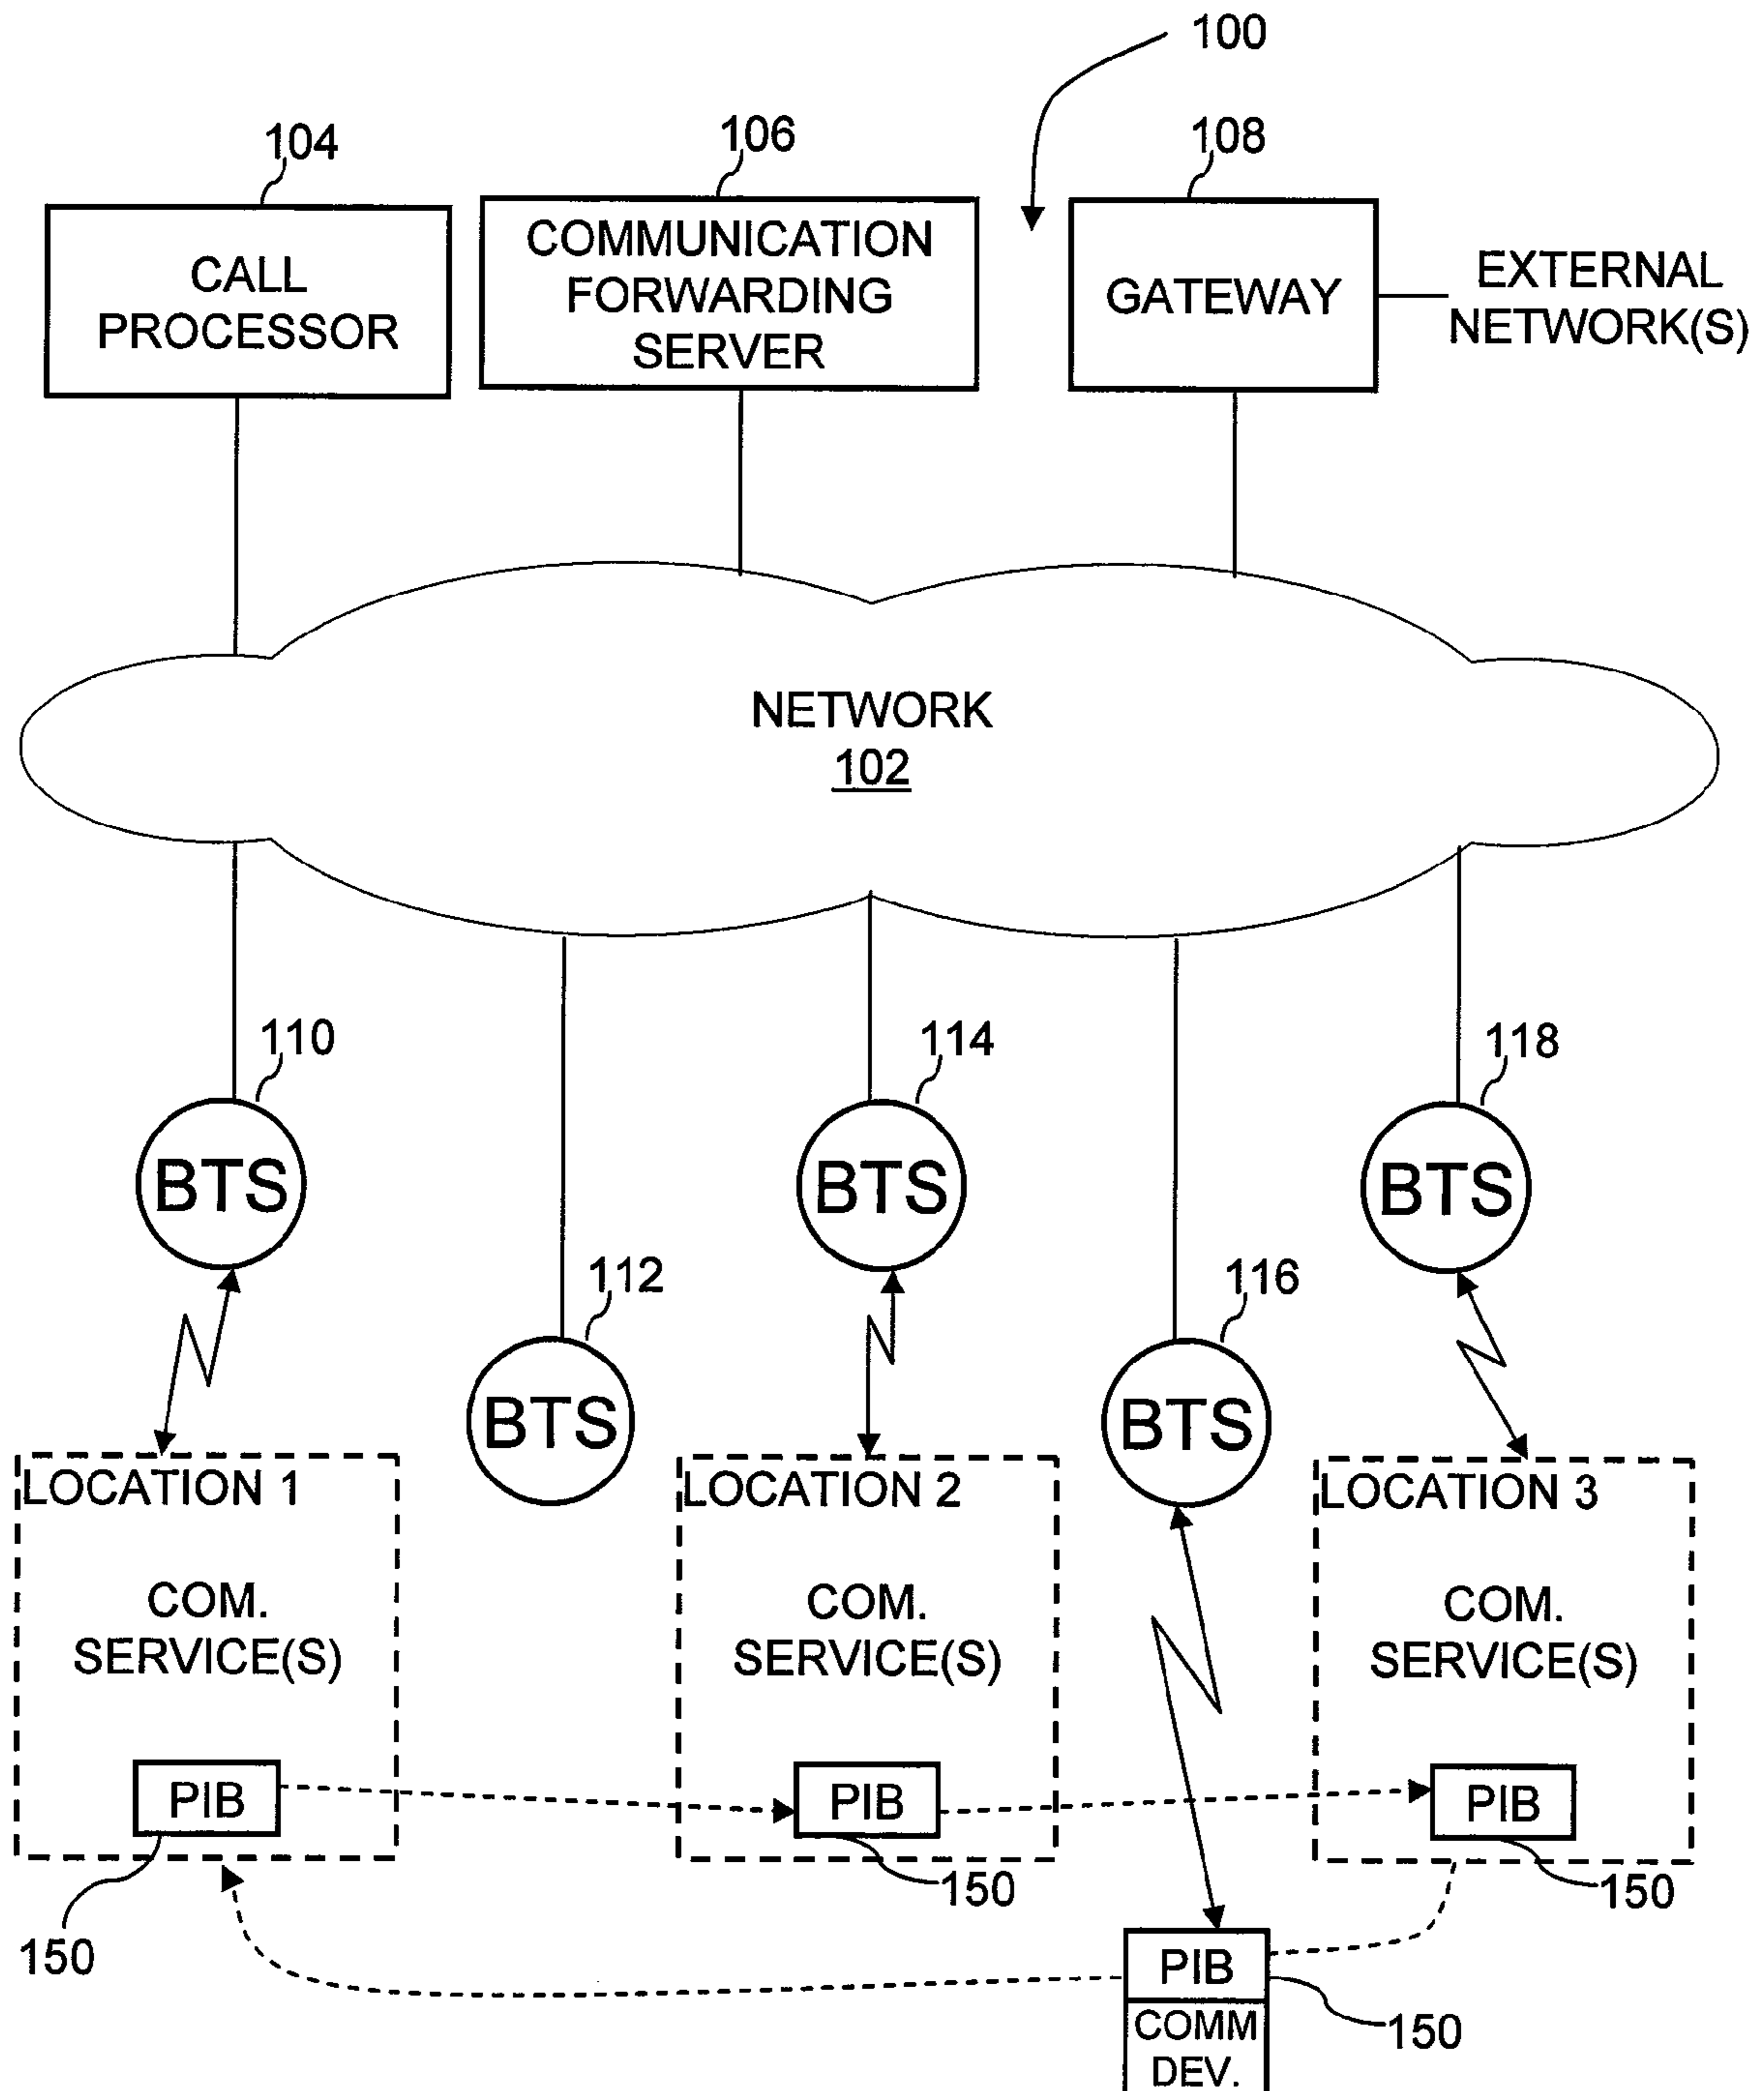 100
104
106
108
CALL
PROCESSOR
COMMUNICATION
FORWARDING
SERVER
GATEWAY
EXTERNAL
NETWORK(S)
NETWORK
102
110
114
118
BTS
BTS
BTS
112
116
BTS
BTS
LOCATION 1
LOCATION 2
LOCATION 3
COM.
SERVICE(S)
COM.
SERVICE(S)
COM.
SERVICE(S)
PIB
PIB
PIB
150
150
150
PIB
150
COMM
DEV.